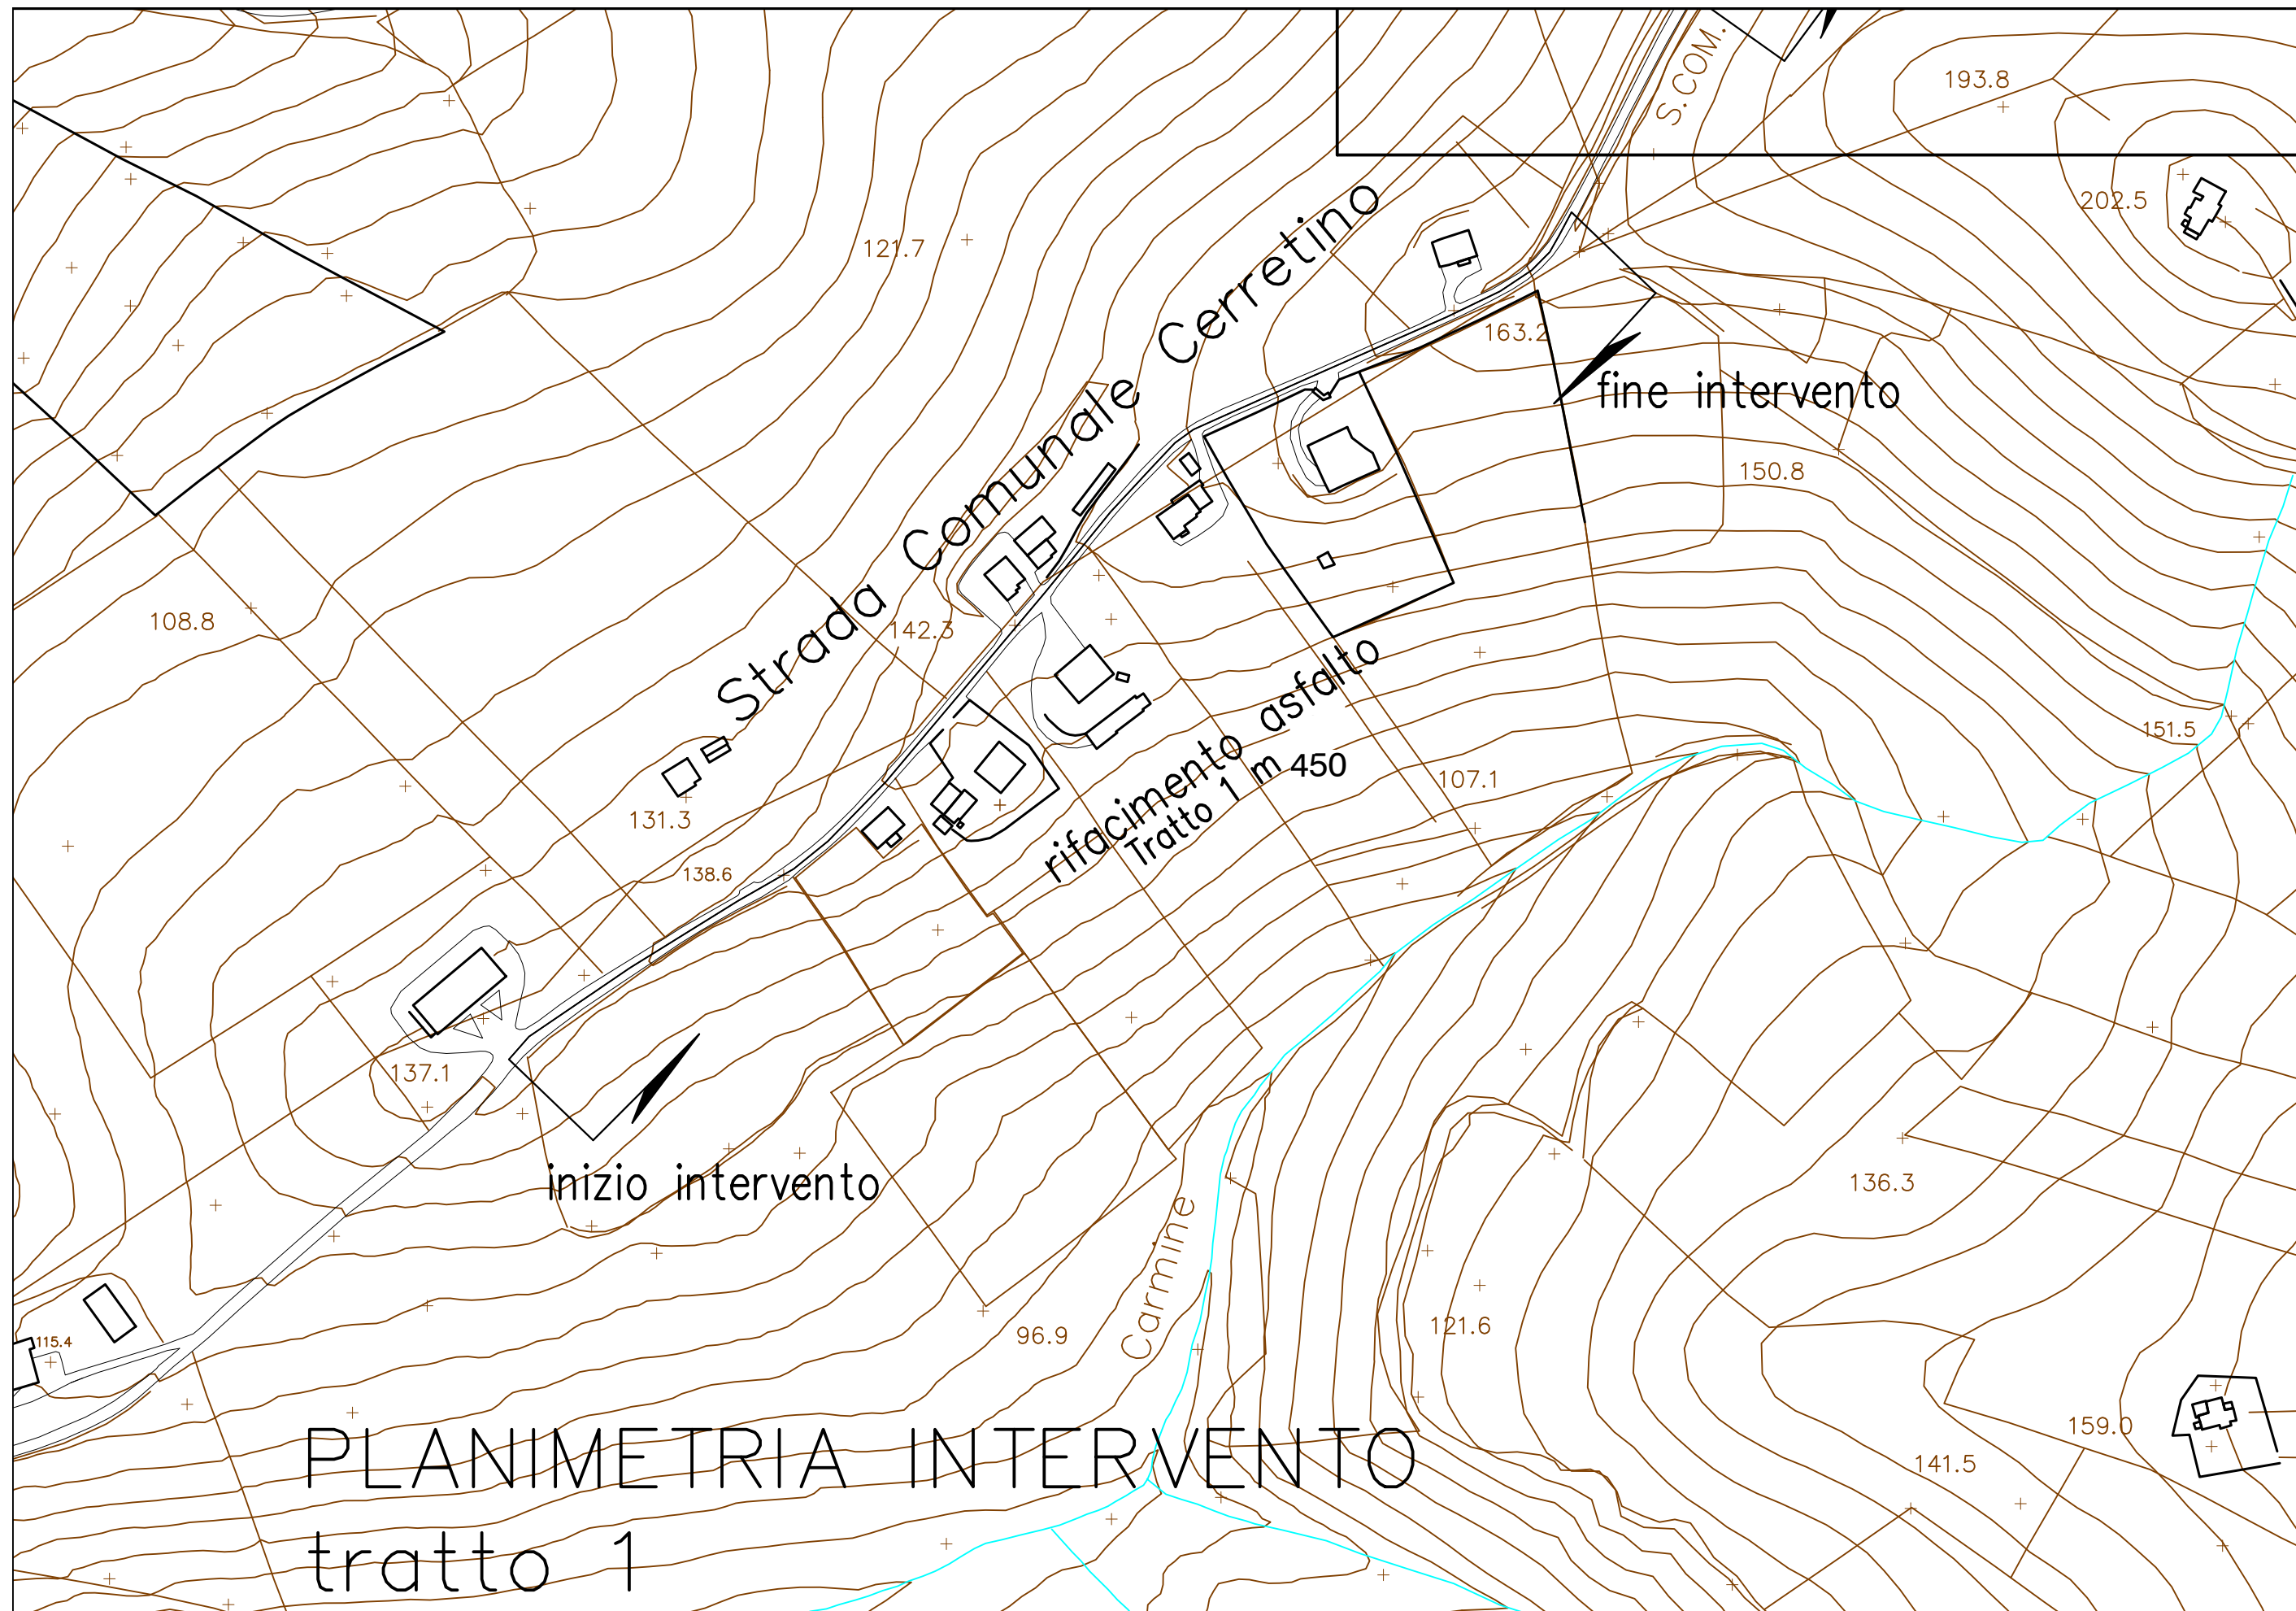 S.COM.
193.8
202.5
121.7
Strada Comunale Cerretino
163.2
fine intervento
150.8
108.8
142.3
rifacimento asfalto
Tratto 1 m 450
151.5
107.1
131.3
138.6
137.1
inizio intervento
136.3
Carmine
96.9
121.6
115.4
159.0
141.5
PLANIMETRIA INTERVENTO
tratto 1